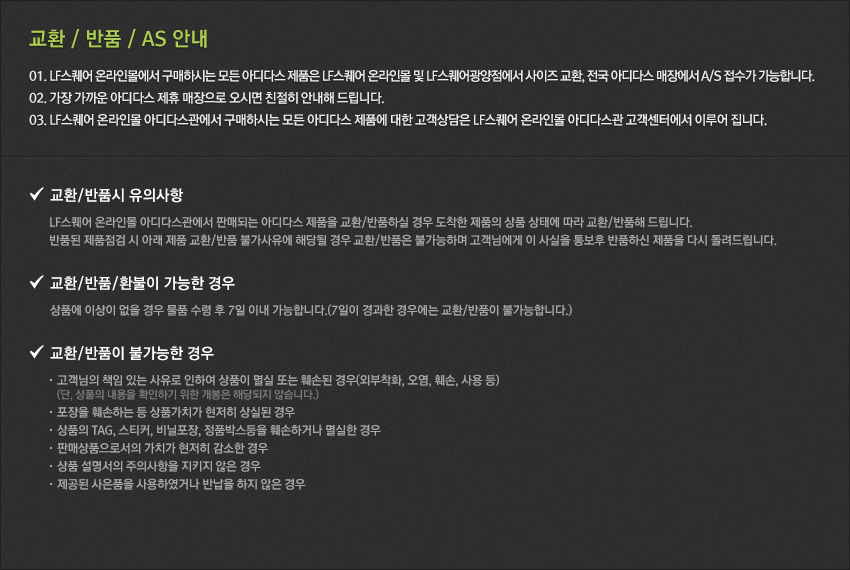 교환 / 반품 / AS 안내
01. LF스퀘어 온라인몰에서 구매하시는 모든 아디다스 제품은 LF스퀘어 온라인몰 및 LF스퀘어광양점에서 사이즈 교환, 전국 아디다스 매장에서 A/S 접수가 가능합니다.
02. 가장 가까운 아디다스 제휴 매장으로 오시면 친절히 안내해 드립니다.
03. LF스퀘어 온라인몰 아디다스관에서 구매하시는 모든 아디다스 제품에 대한 고객상담은 LF스퀘어 온라인몰 아디다스관 고객센터에서 이루어 집니다.
✓ 교환/반품시 유의사항
LF스퀘어 온라인몰 아디다스관에서 판매되는 아디다스 제품을 교환/반품하실 경우 도착한 제품의 상품 상태에 따라 교환/반품해 드립니다.
반품된 제품점검 시 아래 제품 교환/반품 불가사유에 해당될 경우 교환/반품은 불가능하며 고객님에게 이 사실을 통보후 반품하신 제품을 다시 돌려드립니다.
✓ 교환/반품/환불이 가능한 경우
상품에 이상이 없을 경우 물품 수령 후 7일 이내 가능합니다.(7일이 경과한 경우에는 교환/반품이 불가능합니다.)
✓ 교환/반품이 불가능한 경우
· 고객님의 책임 있는 사유로 인하여 상품이 멸실 또는 훼손된 경우(외부착화, 오염, 훼손, 사용 등)
(단, 상품의 내용을 확인하기 위한 개봉은 해당되지 않습니다.)
· 포장을 훼손하는 등 상품가치가 현저히 상실된 경우
· 상품의 TAG, 스티커, 비닐포장, 정품박스등을 훼손하거나 멸실한 경우
· 판매상품으로서의 가치가 현저히 감소한 경우
· 상품 설명서의 주의사항을 지키지 않은 경우
· 제공된 사은품을 사용하였거나 반납을 하지 않은 경우